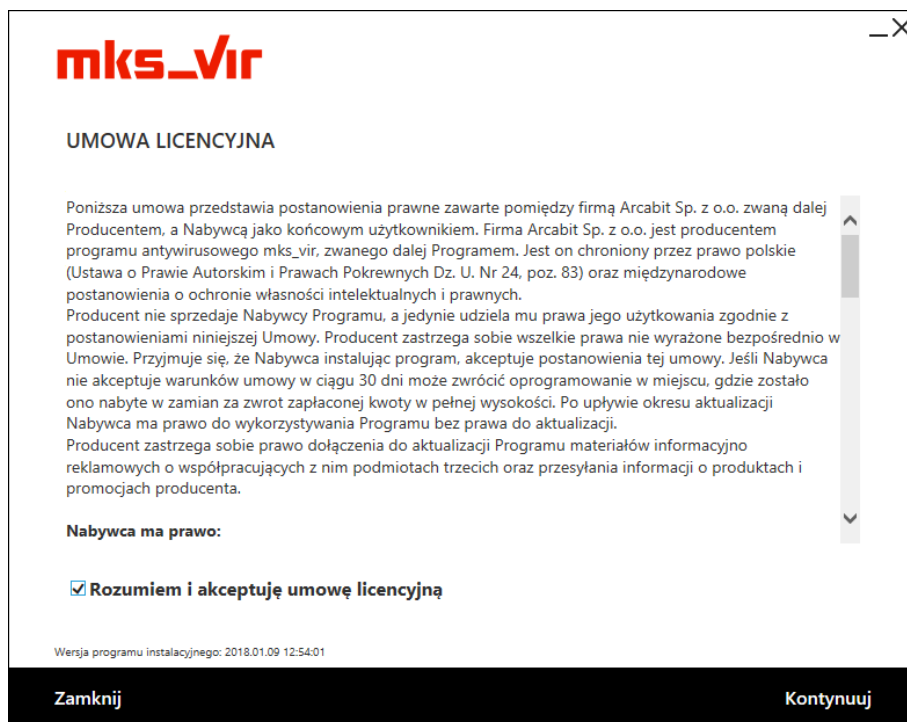 mks_vir
UMOWA LICENCYJNA
Poniższa umowa przedstawia postanowienia prawne zawarte pomiędzy firmą Arcabit Sp. z o.o. zwaną dalej
Producentem, a Nabywcą jako końcowym użytkownikiem. Firma Arcabit Sp. z o.o. jest producentem
programu antywirusowego mks_vir, zwanego dalej Programem. Jest on chroniony przez prawo polskie
(Ustawa o Prawie Autorskim i Prawach Pokrewnych Dz. U. Nr 24, poz. 83) oraz międzynarodowe
postanowienia o ochronie własności intelektualnych i prawnych.
Producent nie sprzedaje Nabywcy Programu, a jedynie udziela mu prawa jego użytkowania zgodnie z
postanowieniami niniejszej Umowy. Producent zastrzega sobie wszelkie prawa nie wyrażone bezpośrednio w
Umowie. Przyjmuje się, że Nabywca instalując program, akceptuje postanowienia tej umowy. Jeśli Nabywca
nie akceptuje warunków umowy w ciągu 30 dni może zwrócić oprogramowanie w miejscu, gdzie zostało
ono nabyte w zamian za zwrot zapłaconej kwoty w pełnej wysokości. Po upływie okresu aktualizacji
Nabywca ma prawo do wykorzystywania Programu bez prawa do aktualizacji.
Producent zastrzega sobie prawo dołączenia do aktualizacji Programu materiałów informacyjno
reklamowych o współpracujących z nim podmiotach trzecich oraz przesyłania informacji o produktach i
promocjach producenta.
Nabywca ma prawo:
Rozumiem i akceptuję umowę licencyjną
Wersja programu instalacyjnego: 2018.01.09 12:54:01
Zamknij
Kontynuuj